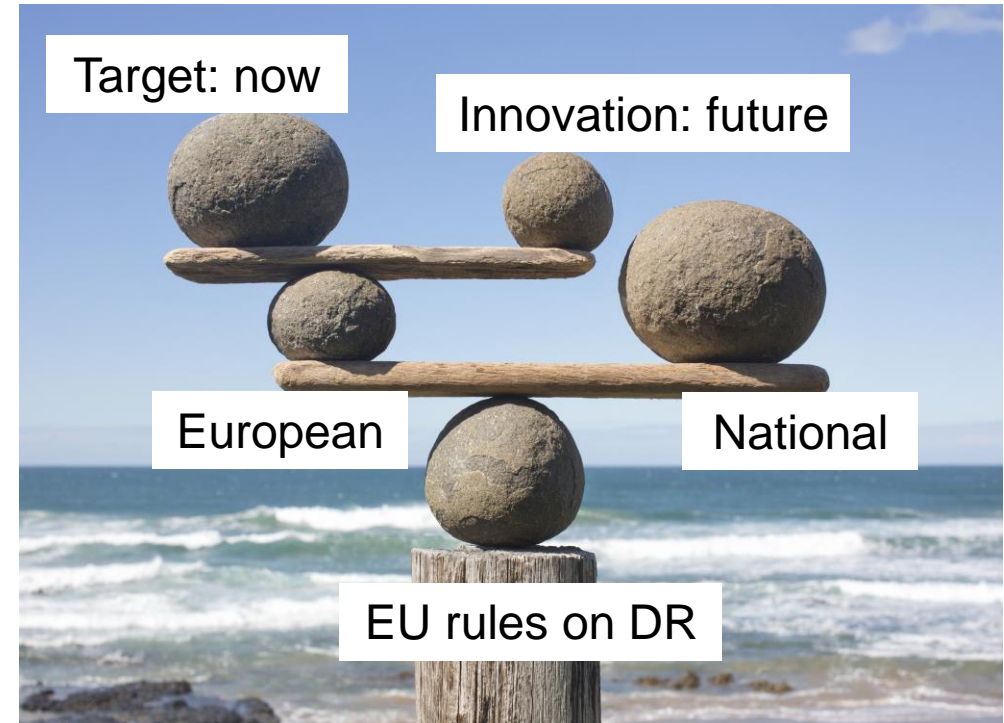 Target: now
Innovation: future
European
National
EU rules on DR